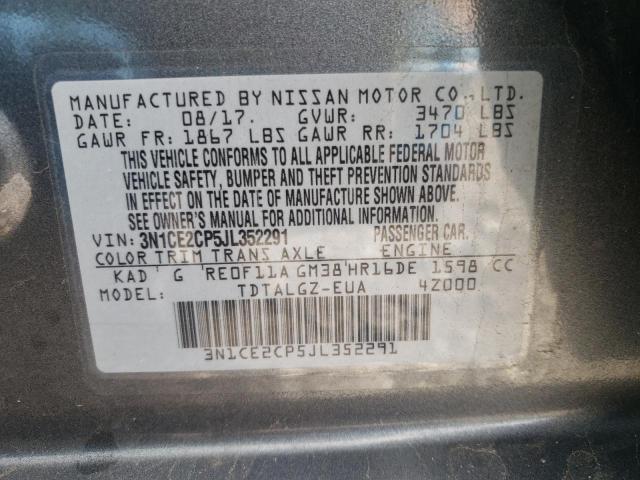 MANUFACTURED BY NISSAN MOTOR CO., LTD.
DATE: 08/17. GVWR: 3470 LBS
GAWR FR: 1867 LBS GAWR RR: 1704 LBS
THIS VEHICLE CONFORMS TO ALL APPLICABLE FEDERAL MOTOR
VEHICLE SAFETY, BUMPER AND THEFT PREVENTION STANDARDS
IN EFFECT ON THE DATE OF MANUFACTURE SHOWN ABOVE.
SEE OWNER'S MANUAL FOR ADDITIONAL INFORMATION.
VIN: 3N1CE2CP5JL352291 PASSENGER CAR.
COLOR TRIM TRANS AXLE ENGINE
KAD G RE0F11A GM38 HR16DE 1598 CC
MODEL: TDTALGZ-EUA 4Z000
3N1CE2CP5JL352291